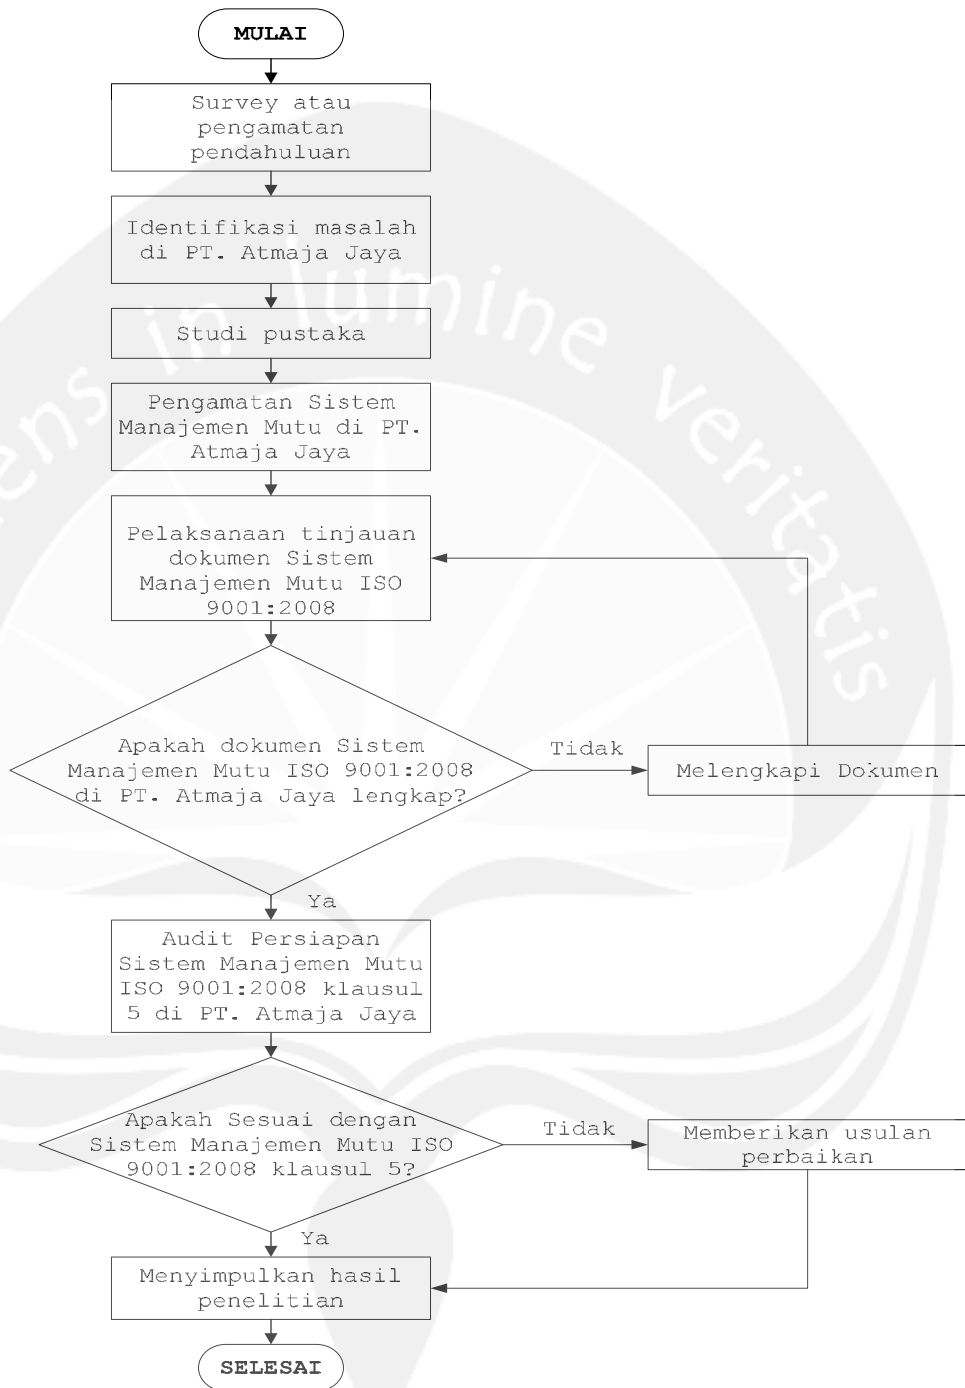 MULAI
Survey atau
pengamatan
pendahuluan
Identifikasi masalah
di PT. Atmaja Jaya
Studi pustaka
Pengamatan Sistem
Manajemen Mutu di PT.
Atmaja Jaya
Pelaksanaan tinjauan
dokumen Sistem
Manajemen Mutu ISO
9001:2008
Apakah dokumen Sistem
Manajemen Mutu ISO 9001:2008
di PT. Atmaja Jaya lengkap?
Tidak
Melengkapi Dokumen
Ya
Audit Persiapan
Sistem Manajemen Mutu
ISO 9001:2008 klausul
5 di PT. Atmaja Jaya
Apakah Sesuai dengan
Sistem Manajemen Mutu ISO
9001:2008 klausul 5?
Tidak
Memberikan usulan
perbaikan
Ya
Menyimpulkan hasil
penelitian
SELESAI
ens in lumine veritatis